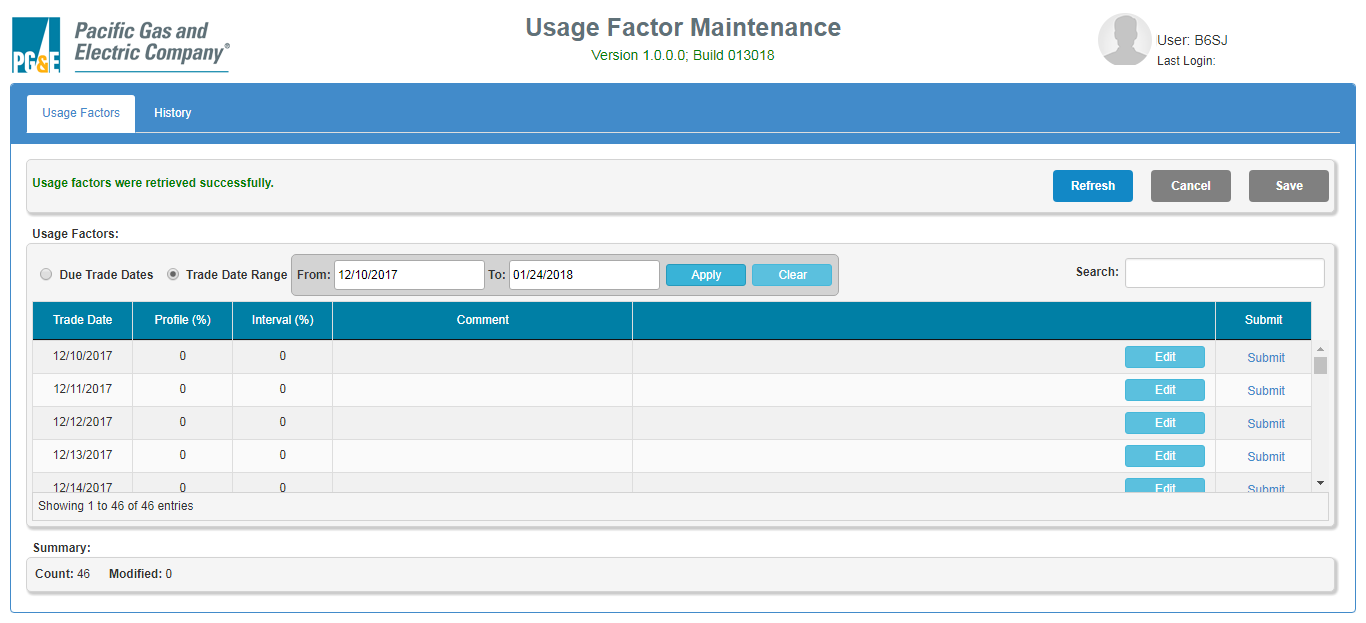 PG&E Pacific Gas and
Electric Company®
Usage Factor Maintenance
Version 1.0.0.0; Build 013018
User: B6SJ
Last Login:
Usage Factors History
Usage factors were retrieved successfully. Refresh Cancel Save
Usage Factors:
Due Trade Dates Trade Date Range From: 12/10/2017 To: 01/24/2018 Apply Clear Search:
Trade Date Profile (%) Interval (%) Comment Submit
12/10/2017 0 0 Edit Submit
12/11/2017 0 0 Edit Submit
12/12/2017 0 0 Edit Submit
12/13/2017 0 0 Edit Submit
12/14/2017 0 0 Edit Submit
Showing 1 to 46 of 46 entries
Summary:
Count: 46 Modified: 0